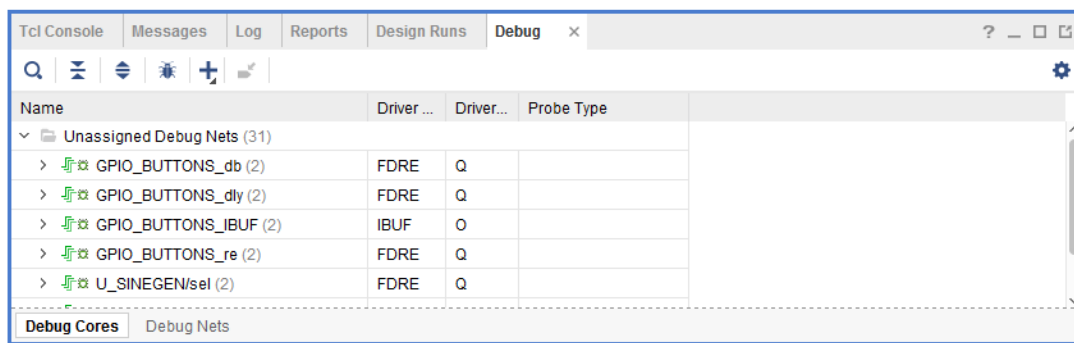 Tcl Console Messages Log Reports Design Runs Debug × ? _
Name Driver ... Driver... Probe Type
Unassigned Debug Nets (31)
GPIO_BUTTONS_db (2) FDRE Q
GPIO_BUTTONS_dly (2) FDRE Q
GPIO_BUTTONS_IBUF (2) IBUF O
GPIO_BUTTONS_re (2) FDRE Q
U_SINEGEN/sel (2) FDRE Q
Debug Cores Debug Nets